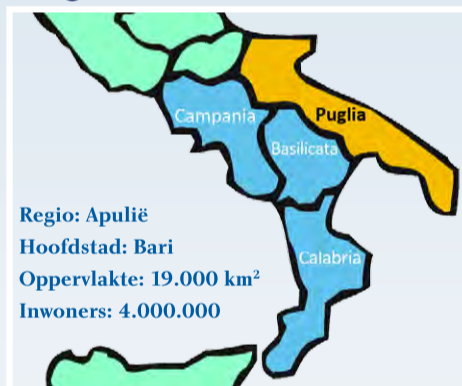 Campania
Puglia
Basilicata
Calabria
Regio: Apulië
Hoofdstad: Bari
Oppervlakte: 19.000 km²
Inwoners: 4.000.000